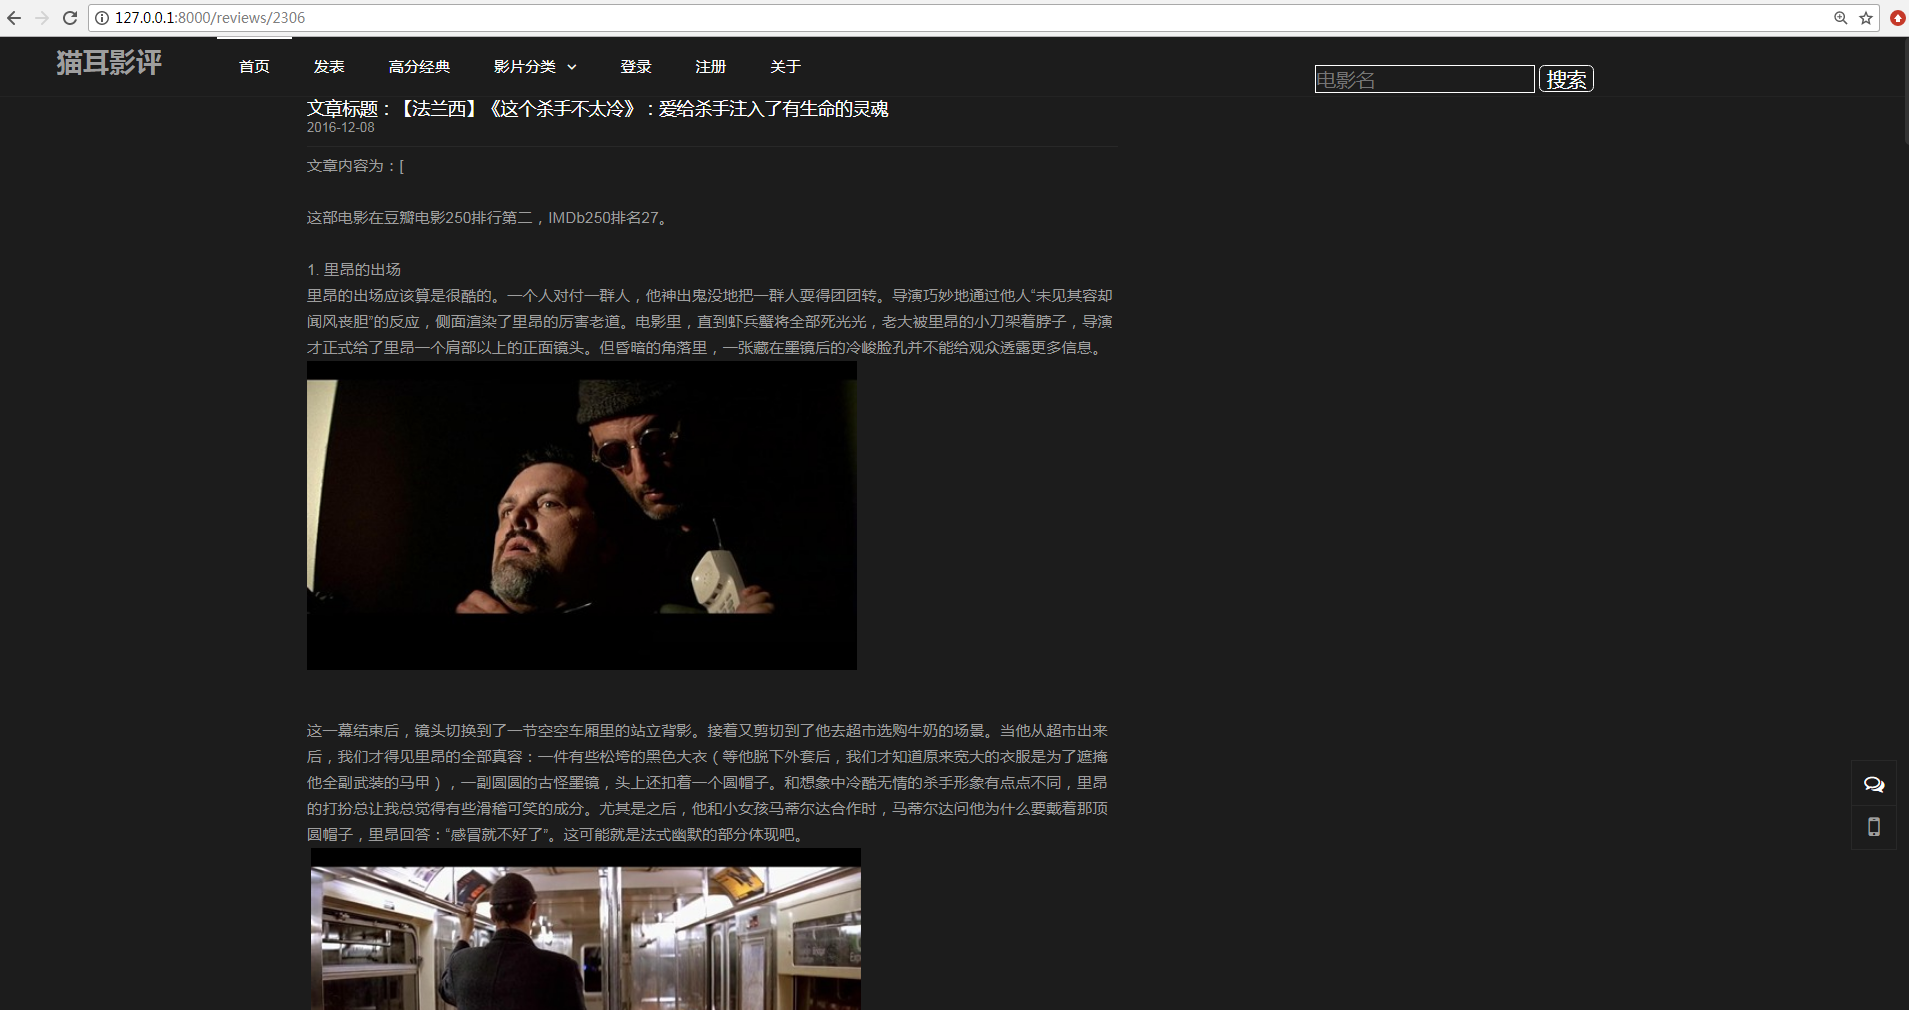 127.0.0.1:8000/reviews/2306
猫耳影评
首页 发表 高分经典 影片分类 登录 注册 关于
电影名 搜索
文章标题：【法兰西】《这个杀手不太冷》：爱给杀手注入了有生命的灵魂
2016-12-08
文章内容为：[
这部电影在豆瓣电影250排行第二，IMDb250排名27。
1. 里昂的出场
里昂的出场应该算是很酷的。一个人对付一群人，他神出鬼没地把一群人耍得团团转。导演巧妙地通过他人“未见其容却
闻风丧胆”的反应，侧面渲染了里昂的厉害老道。电影里，直到虾兵蟹将全部死光光，老大被里昂的小刀架着脖子，导演
才正式给了里昂一个肩部以上的正面镜头。但昏暗的角落里，一张藏在墨镜后的冷峻脸孔并不能给观众透露更多信息。
这一幕结束后，镜头切换到了一节空空车厢里的站立背影。接着又剪切到了他去超市选购牛奶的场景。当他从超市出来
后，我们才得见里昂的全部真容：一件有些松垮的黑色大衣（等他脱下外套后，我们才知道原来宽大的衣服是为了遮掩
他全副武装的马甲），一副圆圆的古怪墨镜，头上还扣着一个圆帽子。和想象中冷酷无情的杀手形象有点点不同，里昂
的打扮总让我总觉得有些滑稽可笑的成分。尤其是之后，他和小女孩马蒂尔达合作时，马蒂尔达问他为什么要戴着那顶
圆帽子，里昂回答：“感冒就不好了”。这可能就是法式幽默的部分体现吧。